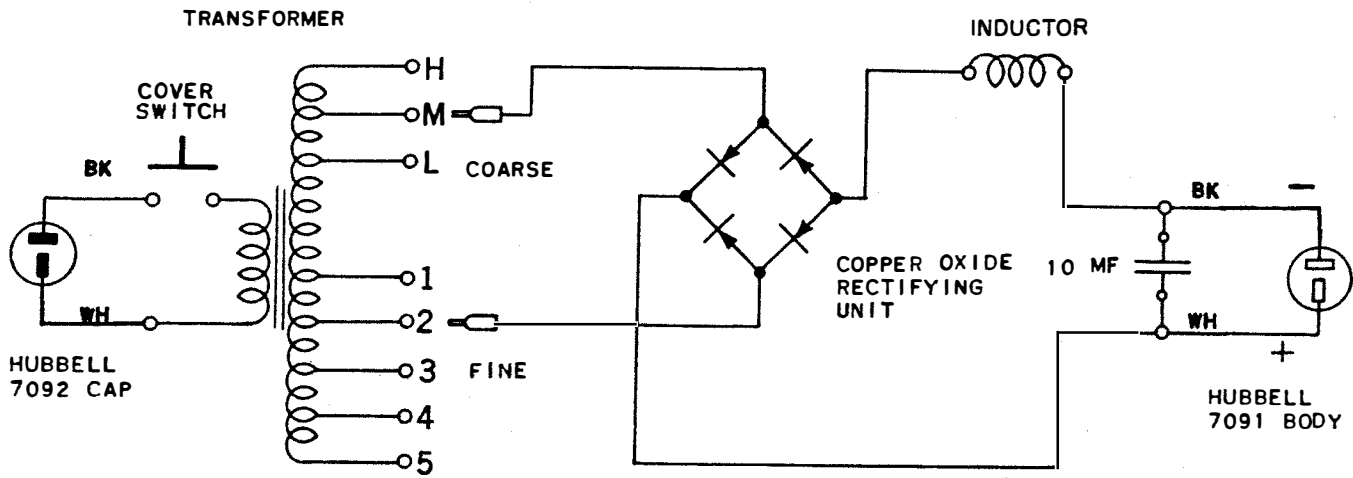 TRANSFORMER
INDUCTOR
COVER
SWITCH
BK
WH
HUBBELL
7092 CAP
H
M
L
COARSE
1
2
3
FINE
4
5
COPPER OXIDE
RECTIFYING
UNIT
10 MF
BK
−
WH
+
HUBBELL
7091 BODY